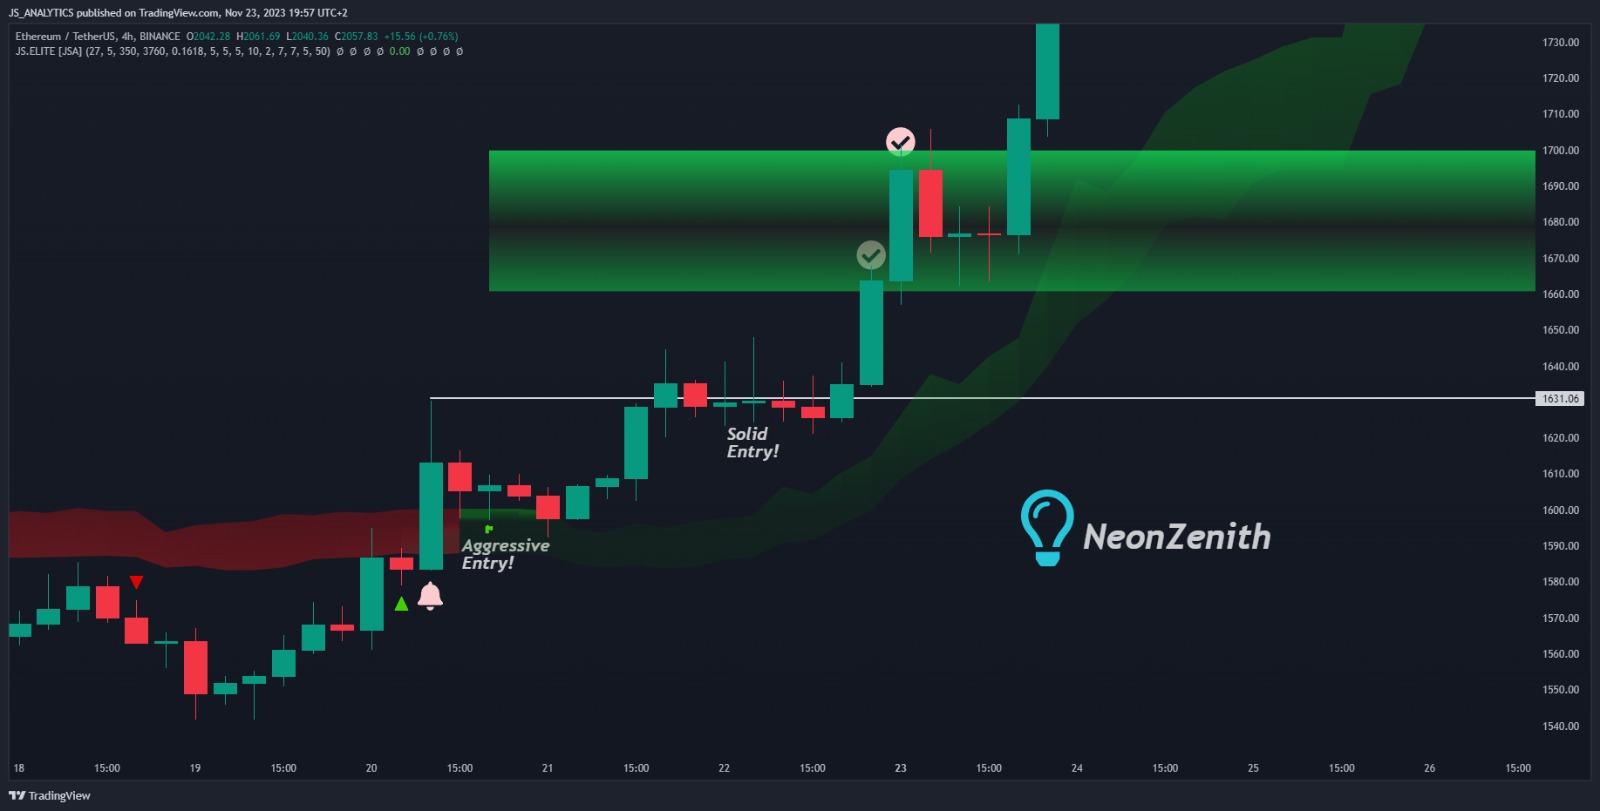 JS_ANALYTICS published on TradingView.com, Nov 23, 2023 19:57 UTC+2
Ethereum / TetherUS, 4h, BINANCE O2042.28 H2061.69 L2040.36 C2057.83 +15.56 (+0.76%)
JS.ELITE [JSA] (27, 5, 350, 3760, 0.1618, 5, 5, 5, 10, 2, 7, 7, 5, 50) ∅ ∅ ∅ ∅ 0.00 ∅ ∅ ∅ ∅
1730.00
1720.00
1710.00
1700.00
1690.00
1680.00
1670.00
1660.00
1650.00
1640.00
1631.06
1620.00
1610.00
1600.00
1590.00
1580.00
1570.00
1560.00
1550.00
1540.00
Solid
Entry!
Aggressive
Entry!
NeonZenith
18 15:00 19 15:00 20 15:00 21 15:00 22 15:00 23 15:00 24 15:00 25 15:00 26 15:00
TradingView